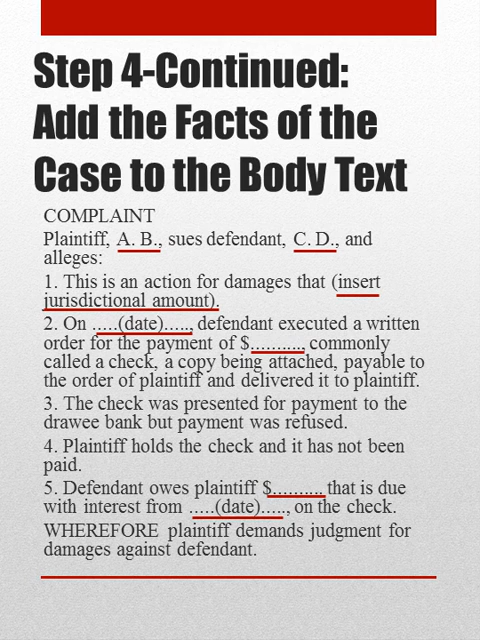 Step 4-Continued:
Add the Facts of the
Case to the Body Text
COMPLAINT
Plaintiff, A. B., sues defendant, C. D., and
alleges:
1. This is an action for damages that (insert
jurisdictional amount).
2. On .....(date)....., defendant executed a written
order for the payment of $.........., commonly
called a check, a copy being attached, payable to
the order of plaintiff and delivered it to plaintiff.
3. The check was presented for payment to the
drawee bank but payment was refused.
4. Plaintiff holds the check and it has not been
paid.
5. Defendant owes plaintiff $.......... that is due
with interest from .....(date)....., on the check.
WHEREFORE plaintiff demands judgment for
damages against defendant.